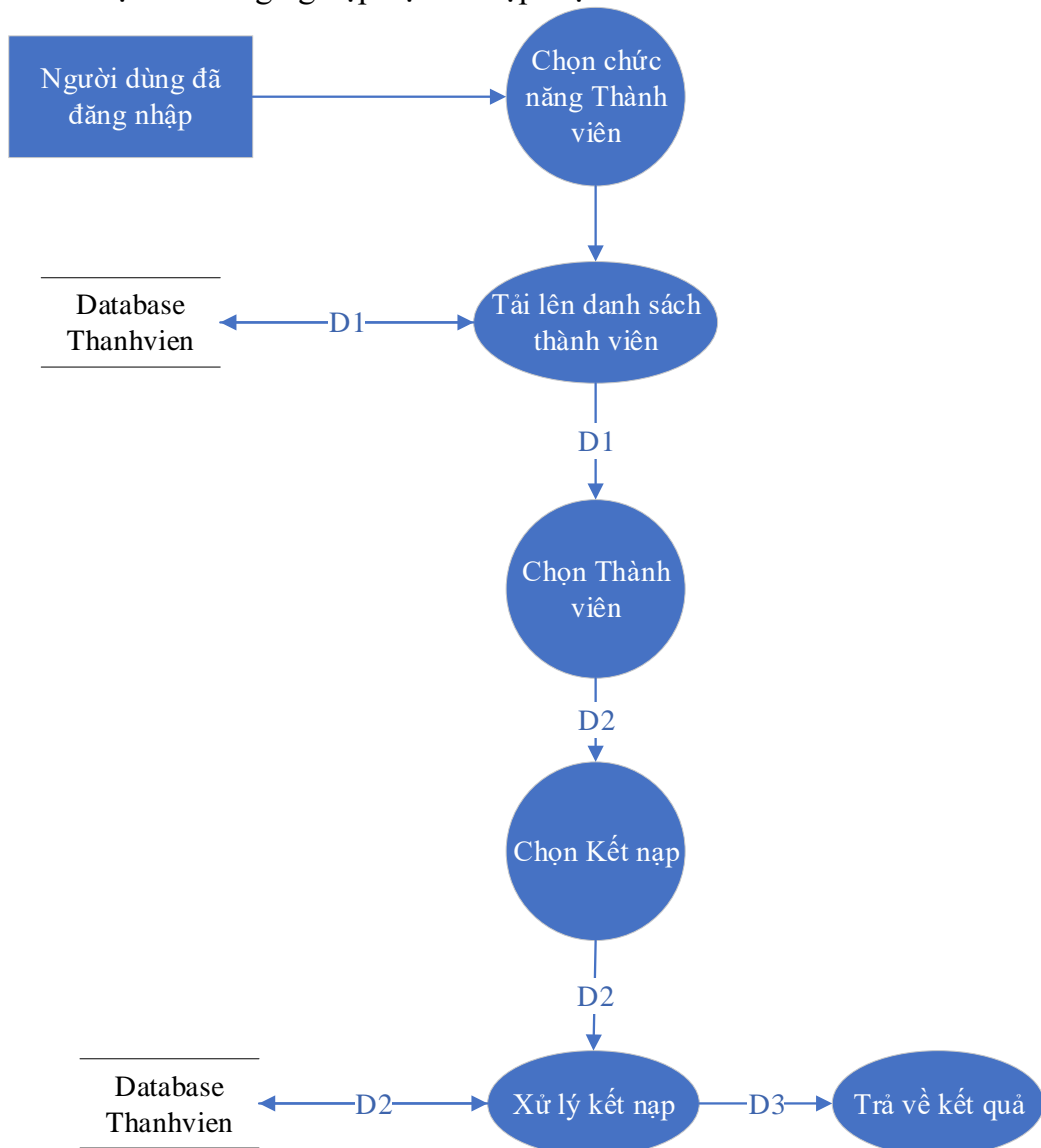 Người dùng đã
đăng nhập
Chọn chức
năng Thành
viên
Database
Thanhvien
D1
Tải lên danh sách
thành viên
D1
Chọn Thành
viên
D2
Chọn Kết nạp
D2
Database
Thanhvien
D2
Xử lý kết nạp
D3
Trả về kết quả